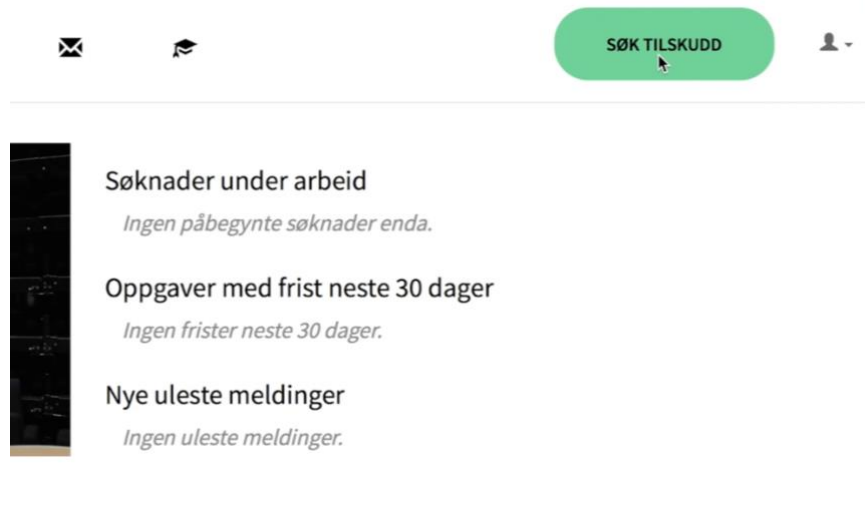 SØK TILSKUDD
Søknader under arbeid
Ingen påbegynte søknader enda.
Oppgaver med frist neste 30 dager
Ingen frister neste 30 dager.
Nye uleste meldinger
Ingen uleste meldinger.